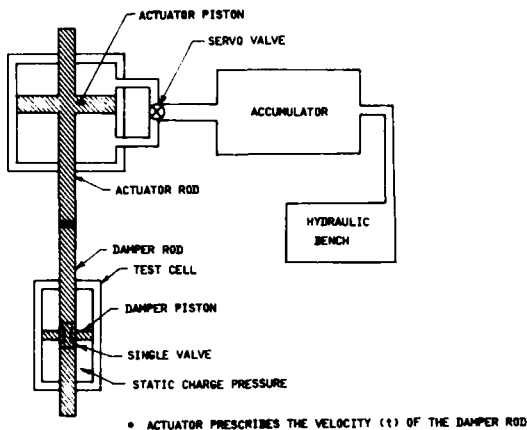 ACTUATOR PISTON
SERVO VALVE
ACCUMULATOR
ACTUATOR ROD
HYDRAULIC
BENCH
DAMPER ROD
TEST CELL
DAMPER PISTON
SINGLE VALVE
STATIC CHARGE PRESSURE
• ACTUATOR PRESCRIBES THE VELOCITY (t) OF THE DAMPER ROD